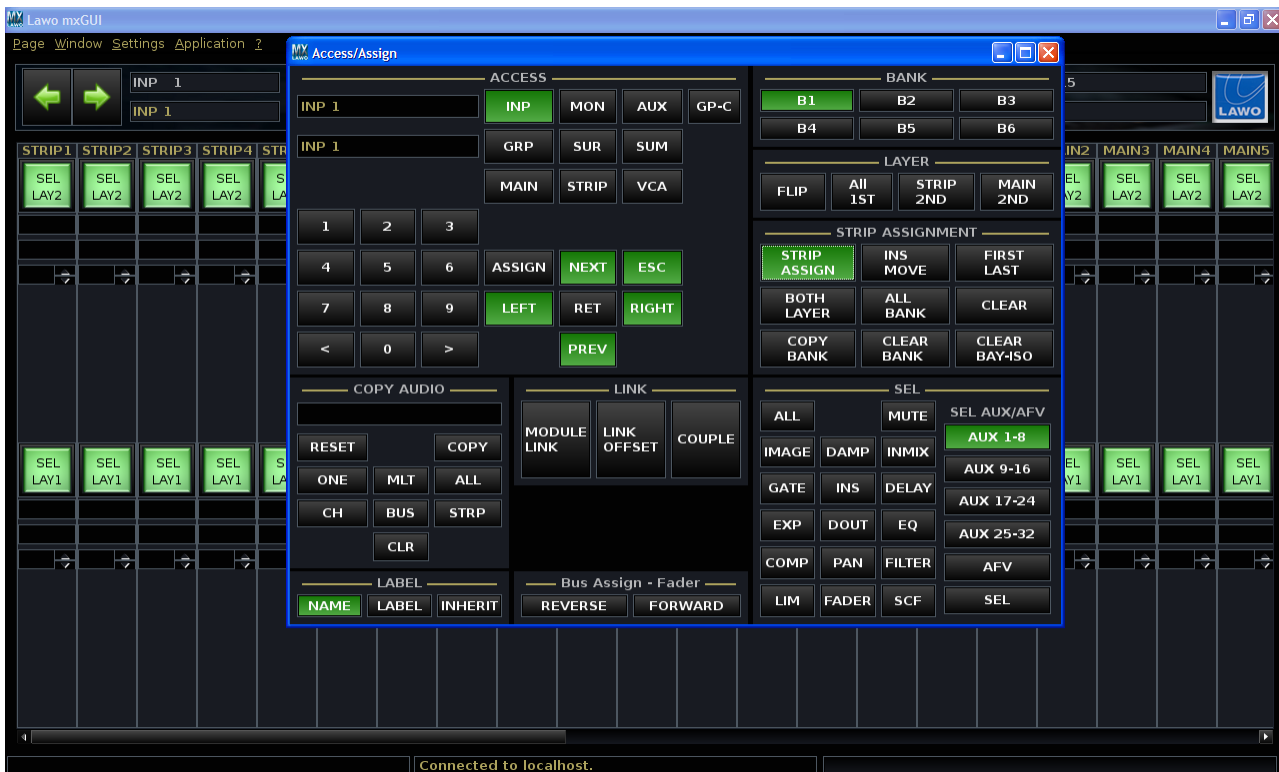 Lawo mxGUI
Page Window Settings Application ?
Access/Assign
INP 1
INP 1
LAWO
ACCESS
INP 1
INP MON AUX GP-C
INP 1
GRP SUR SUM
MAIN STRIP VCA
1 2 3
4 5 6 ASSIGN NEXT ESC
7 8 9 LEFT RET RIGHT
< 0 > PREV
BANK
B1 B2 B3
B4 B5 B6
LAYER
FLIP All 1ST STRIP 2ND MAIN 2ND
STRIP ASSIGNMENT
STRIP ASSIGN INS MOVE FIRST LAST
BOTH LAYER ALL BANK CLEAR
COPY BANK CLEAR BANK CLEAR BAY-ISO
COPY AUDIO
RESET COPY
ONE MLT ALL
CH BUS STRP
CLR
LINK
MODULE LINK LINK OFFSET COUPLE
LABEL
NAME LABEL INHERIT
Bus Assign - Fader
REVERSE FORWARD
SEL
ALL MUTE SEL AUX/AFV
IMAGE DAMP INMIX AUX 1-8
GATE INS DELAY AUX 9-16
EXP DOUT EQ AUX 17-24
COMP PAN FILTER AUX 25-32
LIM FADER SCF AFV
SEL
STRIP1 STRIP2 STRIP3 STRIP4 STR IN2 MAIN3 MAIN4 MAIN5
SEL SEL SEL SEL S EL SEL SEL SEL
LAY2 LAY2 LAY2 LAY2 LA Y2 LAY2 LAY2 LAY2
SEL SEL SEL SEL S EL SEL SEL SEL
LAY1 LAY1 LAY1 LAY1 LA Y1 LAY1 LAY1 LAY1
Connected to localhost.